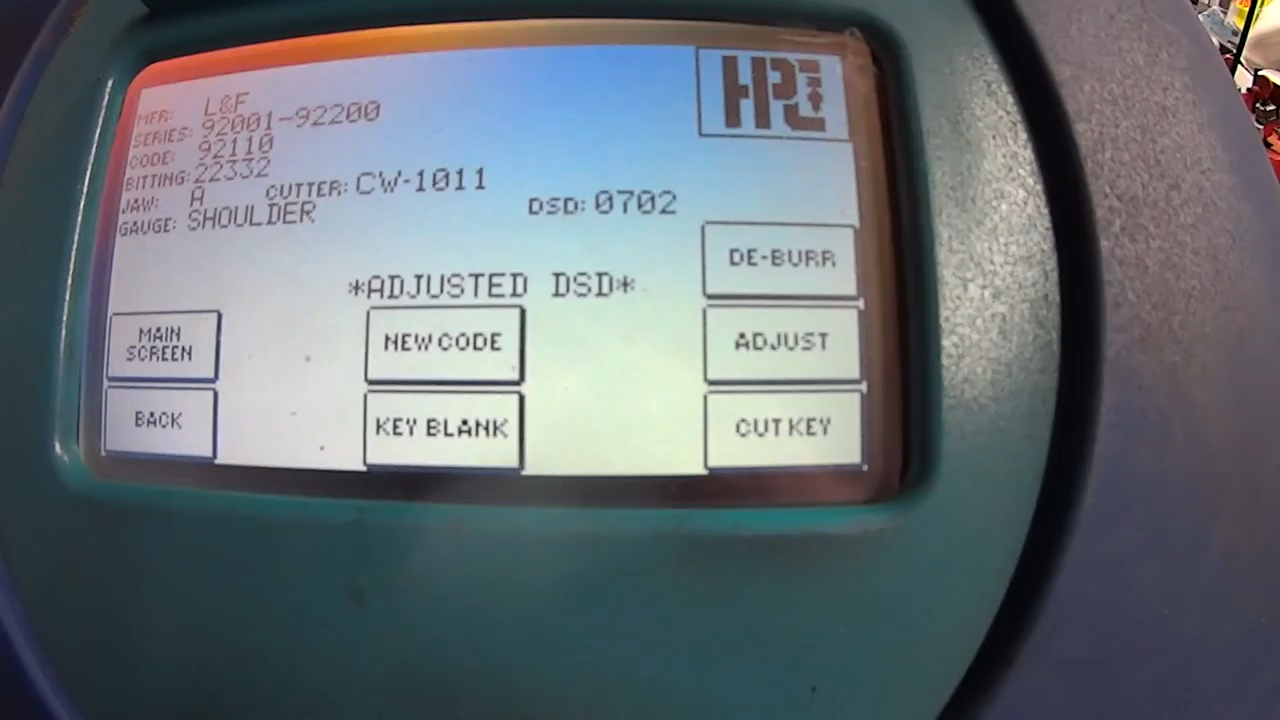 MFR: L&F
SERIES: 92001-92200
CODE: 92110
BITTING: 22332
JAW: A CUTTER: CW-1011
GAUGE: SHOULDER DSD: 0702
*ADJUSTED DSD*
HPC
DE-BURR
MAIN SCREEN
NEW CODE
ADJUST
BACK
KEY BLANK
CUT KEY